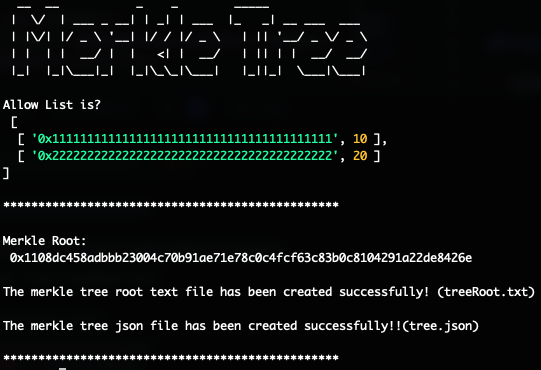 Merkle Tree
Allow List is?
[
[ '0x1111111111111111111111111111111111111111', 10 ],
[ '0x2222222222222222222222222222222222222222', 20 ]
]
************************************************
Merkle Root:
0x1108dc458adbbb23004c70b91ae71e78c0c4fcf63c83b0c8104291a22de8426e
The merkle tree root text file has been created successfully! (treeRoot.txt)
The merkle tree json file has been created successfully!!(tree.json)
************************************************